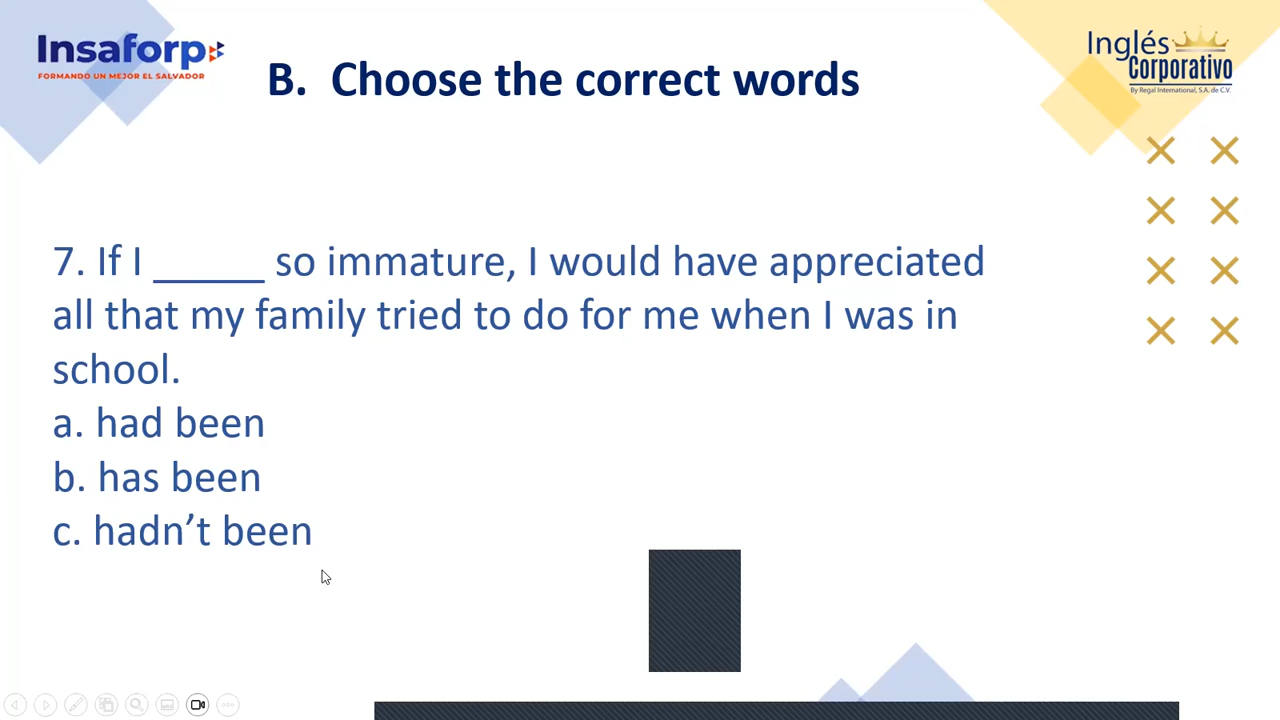 Insaforp
FORMANDO UN MEJOR EL SALVADOR
B. Choose the correct words
Inglés
Corporativo
By Regal International, S.A. de C.V.
7. If I _____ so immature, I would have appreciated
all that my family tried to do for me when I was in
school.
a. had been
b. has been
c. hadn’t been